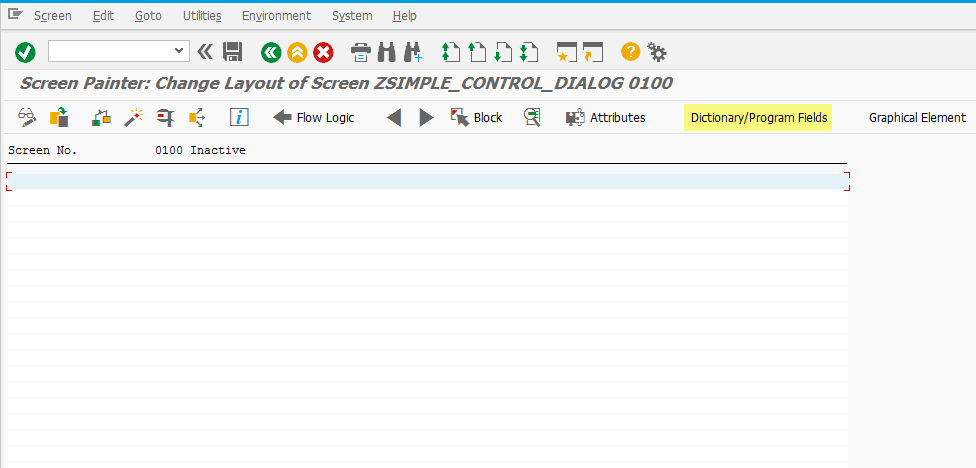 Screen Edit Goto Utilities Environment System Help
Screen Painter: Change Layout of Screen ZSIMPLE_CONTROL_DIALOG 0100
Flow Logic Block Attributes Dictionary/Program Fields Graphical Element
Screen No. 0100 Inactive